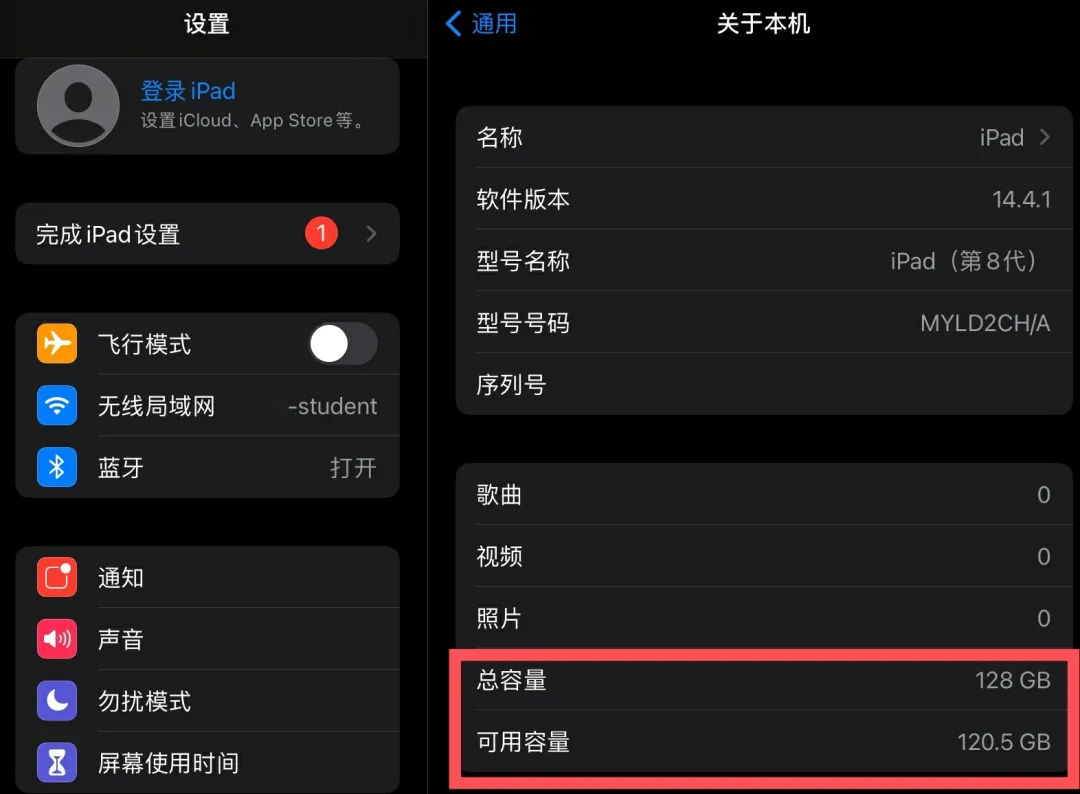 设置
登录 iPad
设置 iCloud、App Store 等。
完成 iPad 设置
1
飞行模式
无线局域网
-student
蓝牙
打开
通知
声音
勿扰模式
屏幕使用时间
通用
关于本机
名称
iPad
软件版本
14.4.1
型号名称
iPad（第 8 代）
型号号码
MYLD2CH/A
序列号
歌曲
0
视频
0
照片
0
总容量
128 GB
可用容量
120.5 GB